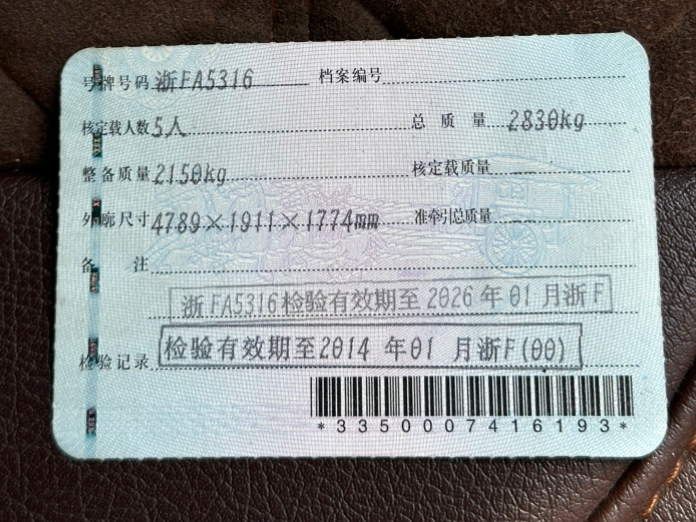 号牌号码 浙FA5316 档案编号
核定载人数 5人 总质量 2830kg
整备质量 2150kg 核定载质量
外廓尺寸 4789×1911×1774mm 准牵引总质量
备注
浙FA5316检验有效期至2026年01月浙F
检验记录 检验有效期至2014年01月浙F(00)
*3350007416193*